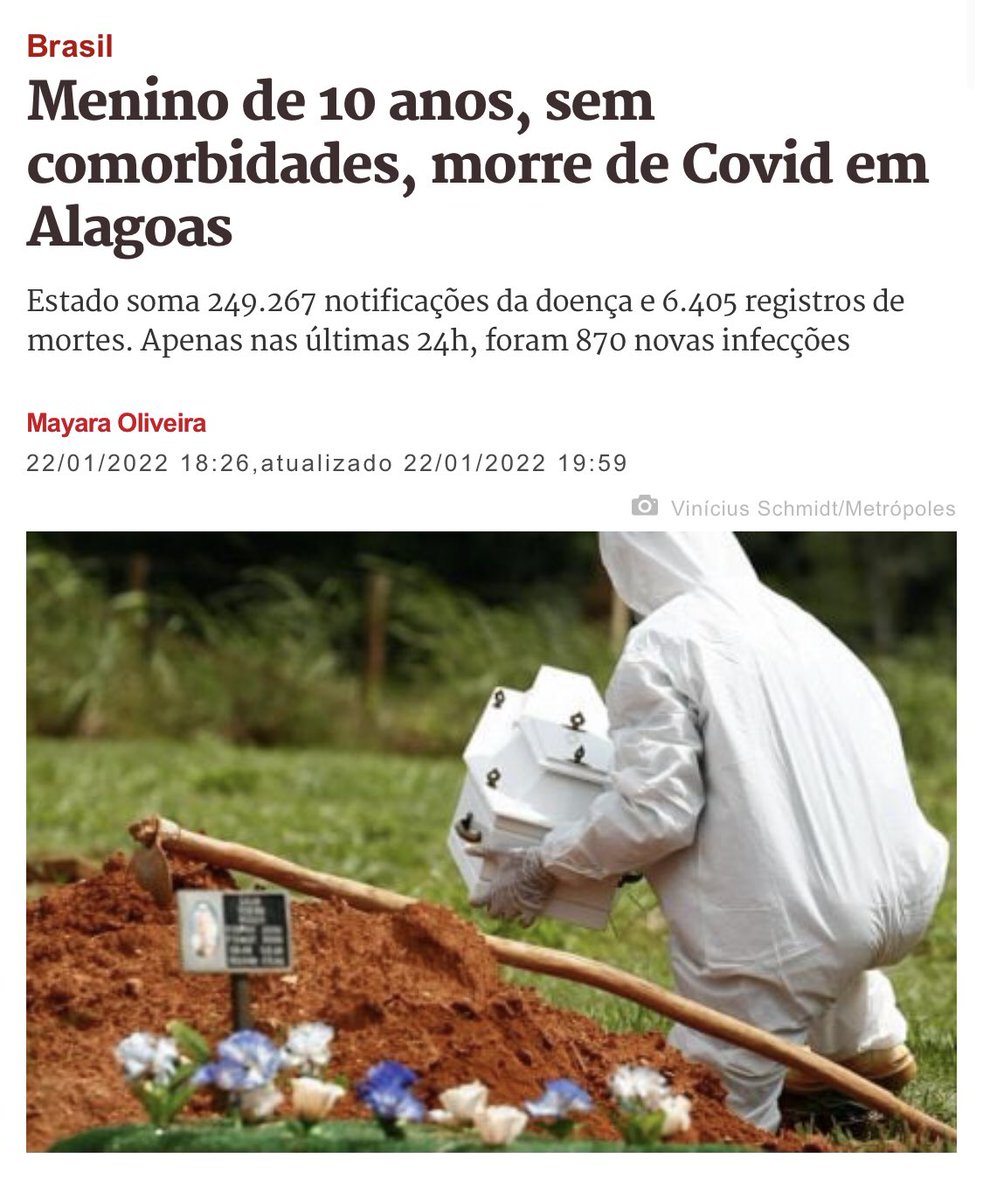 Brasil
Menino de 10 anos, sem
comorbidades, morre de Covid em
Alagoas
Estado soma 249.267 notificações da doença e 6.405 registros de
mortes. Apenas nas últimas 24h, foram 870 novas infecções
Mayara Oliveira
22/01/2022 18:26,atualizado 22/01/2022 19:59
Vinícius Schmidt/Metrópoles